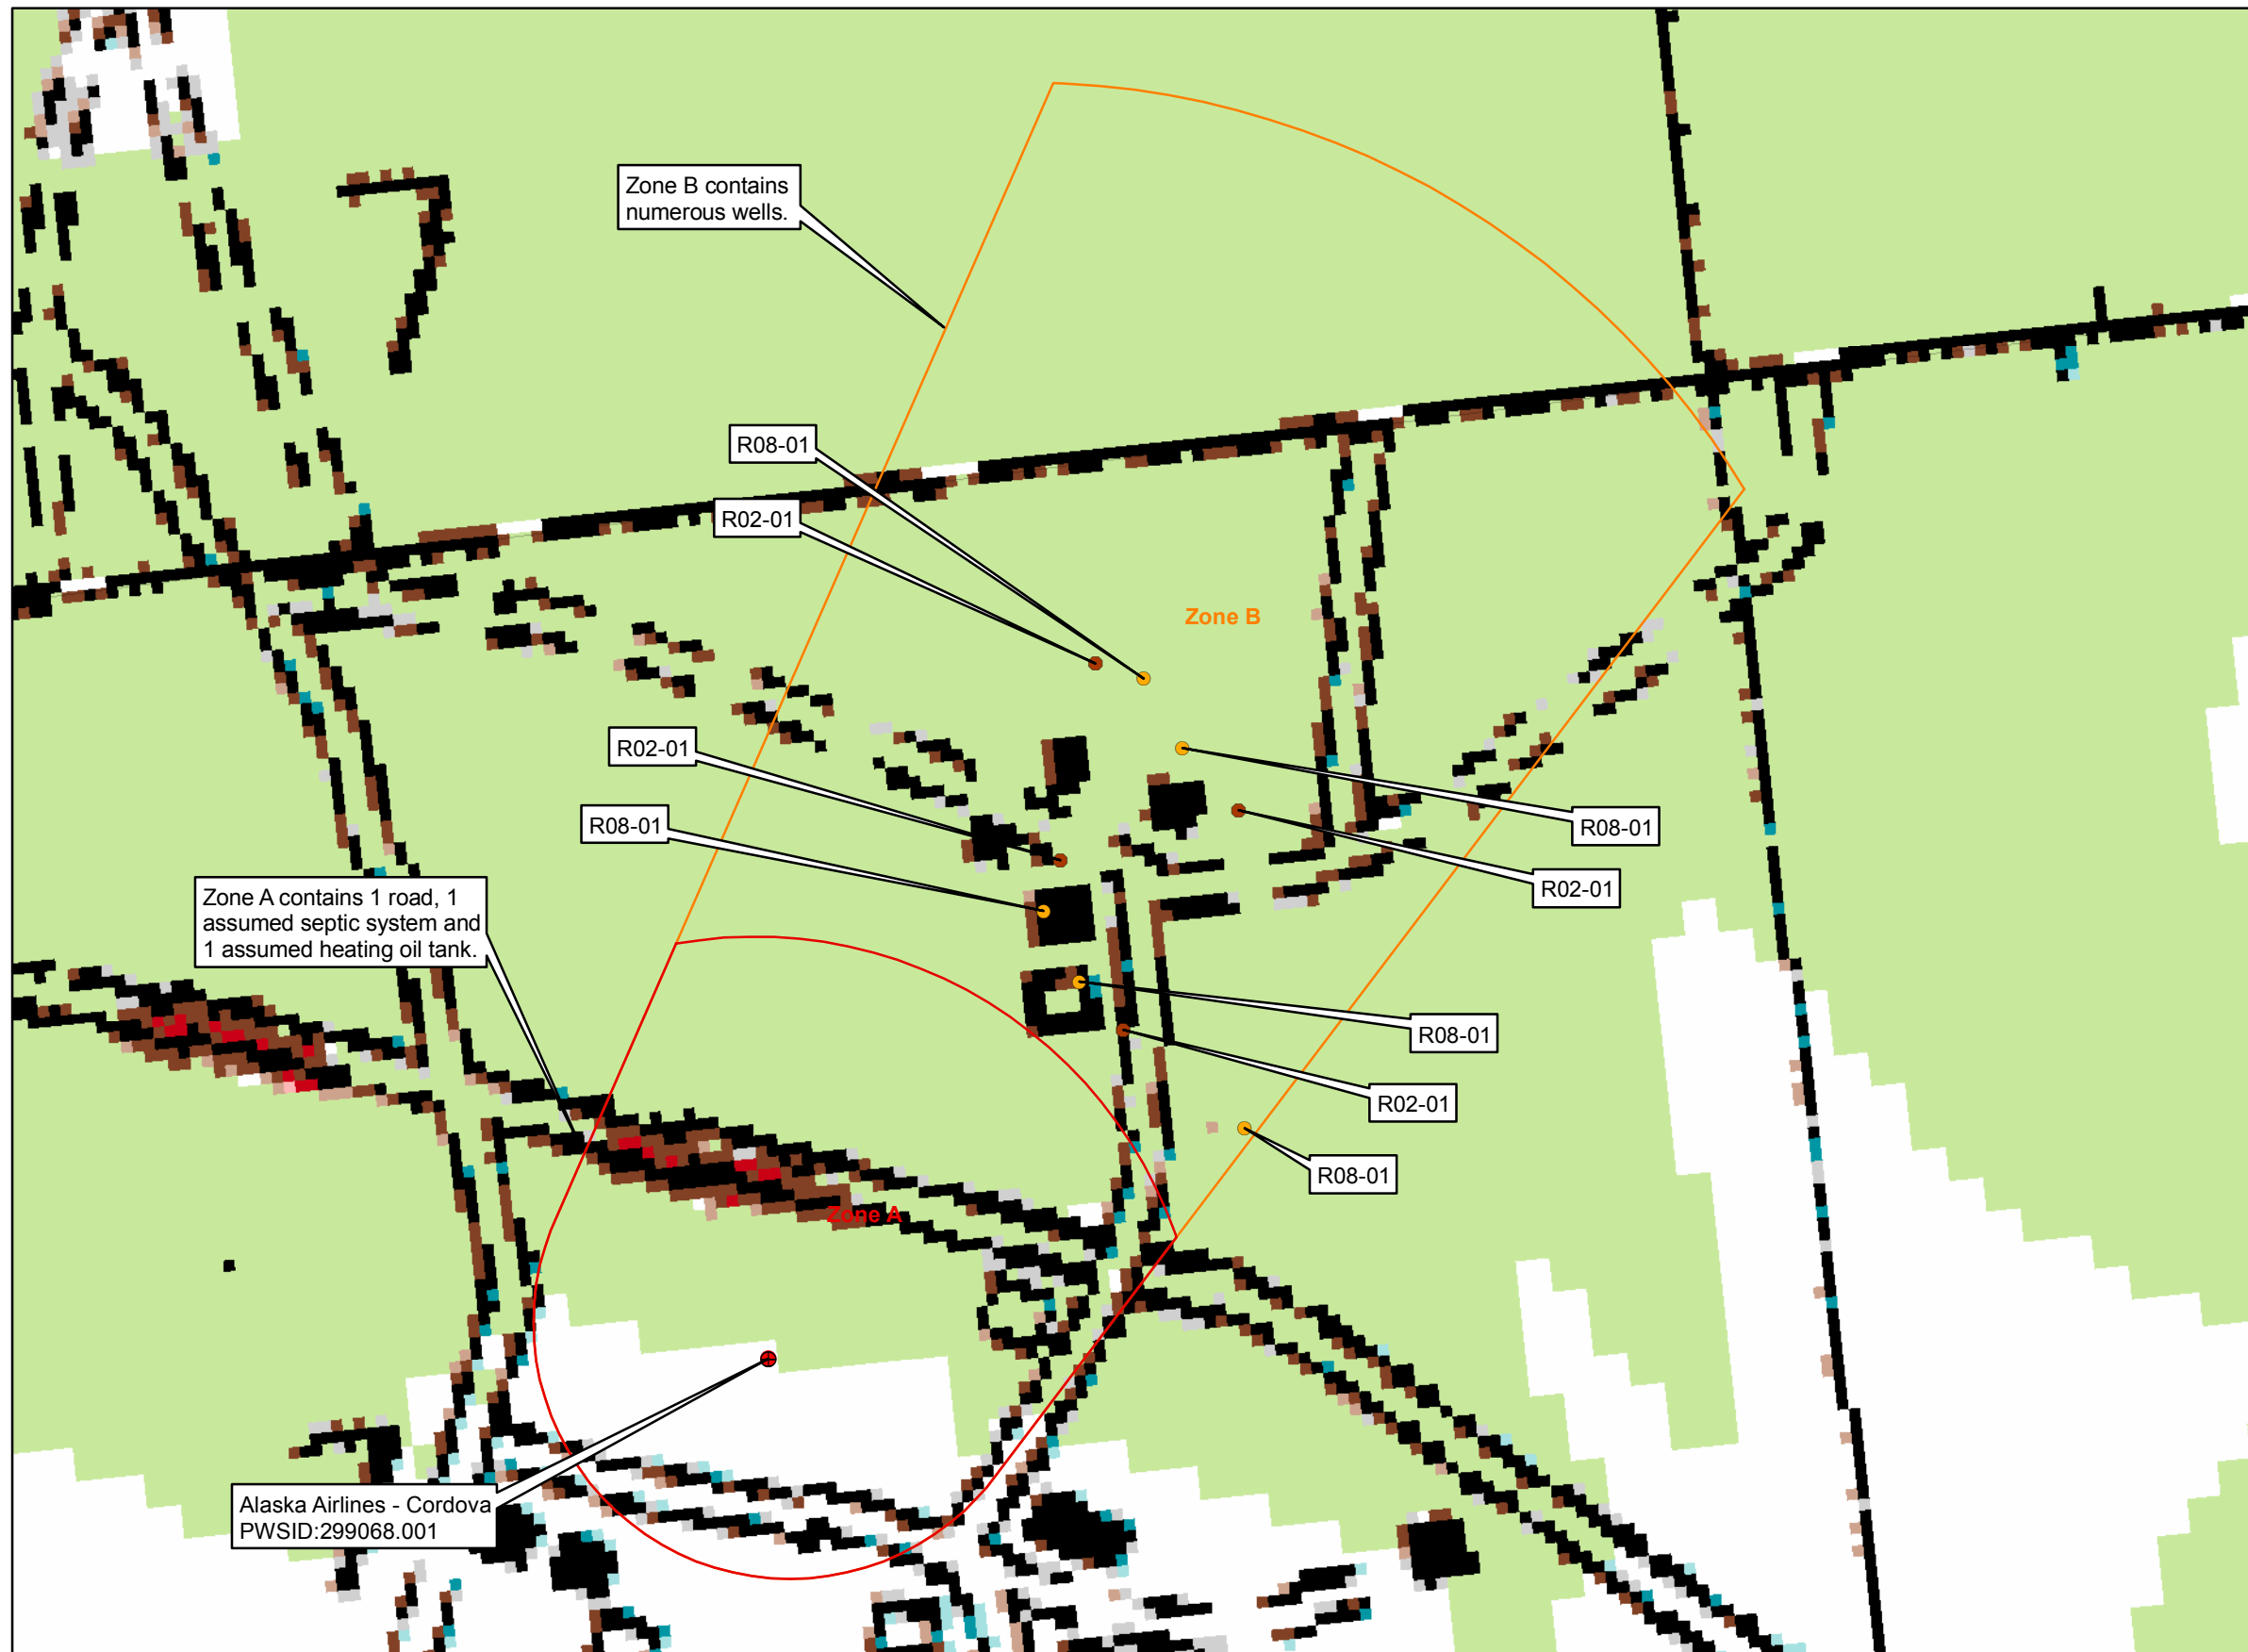 Zone B contains
numerous wells.
R08-01
R02-01
Zone B
R02-01
R08-01
R08-01
R02-01
Zone A contains 1 road, 1
assumed septic system and
1 assumed heating oil tank.
R08-01
R02-01
R08-01
Zone A
Alaska Airlines - Cordova
PWSID:299068.001